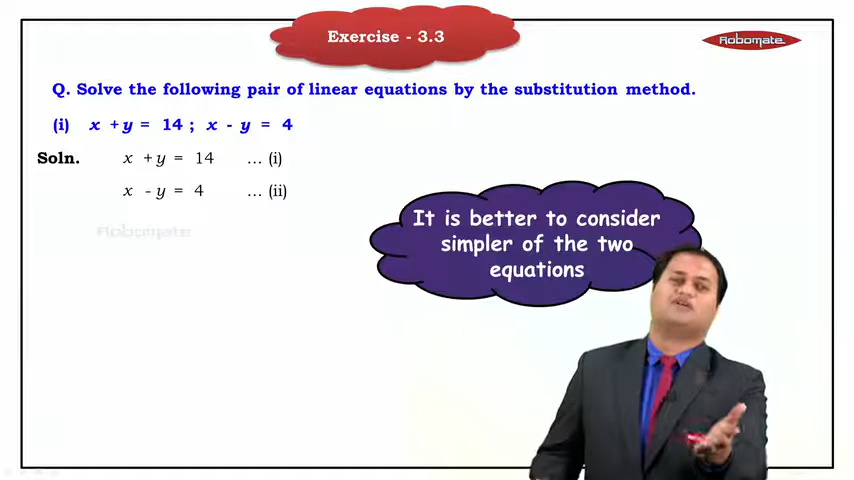 Exercise - 3.3
Robomate
Q. Solve the following pair of linear equations by the substitution method.
(i) x + y = 14 ; x - y = 4
Soln. x + y = 14 ... (i)
x - y = 4 ... (ii)
Robomate
It is better to consider
simpler of the two
equations